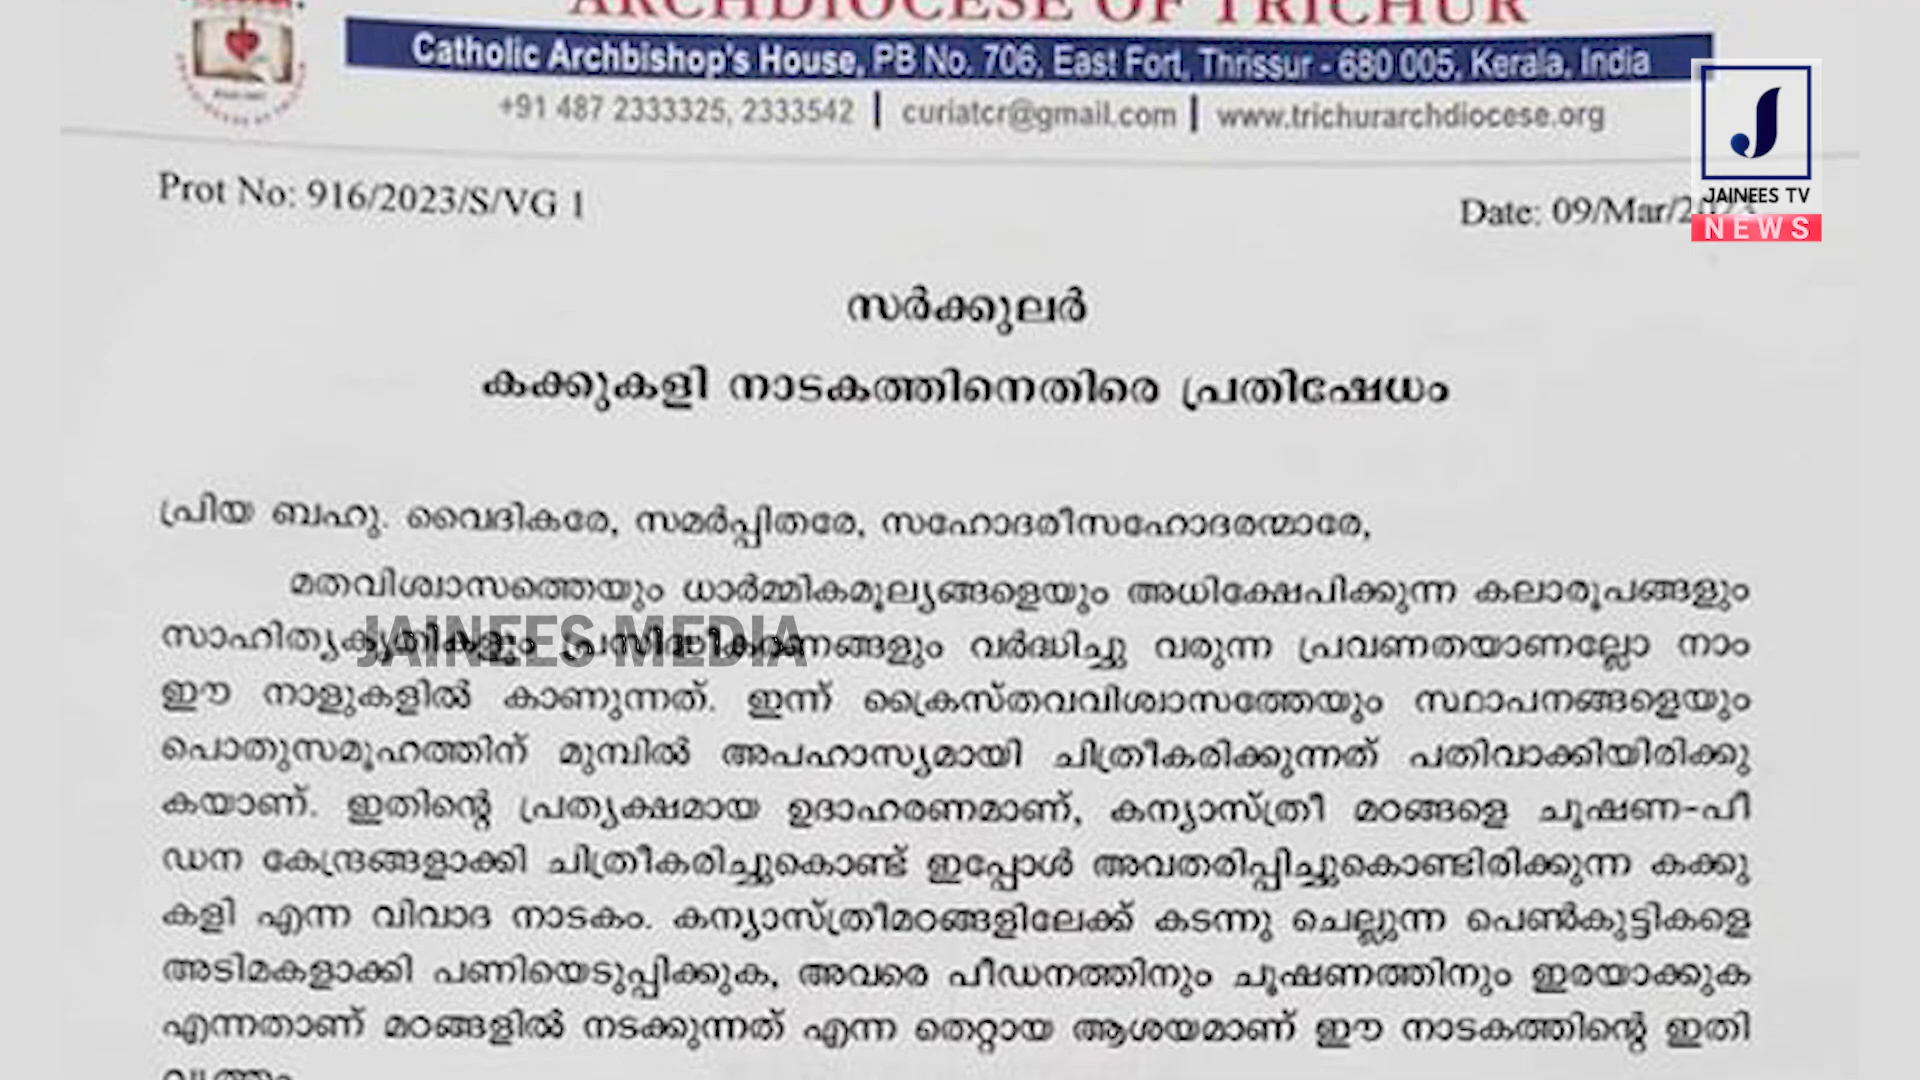 ARCHDIOCESE OF TRICHUR
Catholic Archbishop's House, PB No. 706, East Fort, Thrissur - 680 005, Kerala, India
+91 487 2333325, 2333542 | curiatcr@gmail.com | www.trichurarchdiocese.org
J
JAINEES TV
NEWS
Prot No: 916/2023/S/VG 1
Date: 09/Mar/2023
സർക്കുലർ
കക്കുകളി നാടകത്തിനെതിരെ പ്രതിഷേധം
പ്രിയ ബഹു. വൈദികരേ, സമർപ്പിതരേ, സഹോദരീസഹോദരന്മാരേ,
മതവിശ്വാസത്തെയും ധാർമ്മികമൂല്യങ്ങളെയും അധിക്ഷേപിക്കുന്ന കലാരൂപങ്ങളും
സാഹിത്യകൃതികളും പ്രസിദ്ധീകരണങ്ങളും വർദ്ധിച്ചു വരുന്ന പ്രവണതയാണല്ലോ നാം
JAINEES MEDIA
ഈ നാളുകളിൽ കാണുന്നത്. ഇന്ന് ക്രൈസ്തവവിശ്വാസത്തേയും സ്ഥാപനങ്ങളെയും
പൊതുസമൂഹത്തിന് മുമ്പിൽ അപഹാസ്യമായി ചിത്രീകരിക്കുന്നത് പതിവാക്കിയിരിക്കു
കയാണ്. ഇതിന്റെ പ്രത്യക്ഷമായ ഉദാഹരണമാണ്, കന്യാസ്ത്രീ മഠങ്ങളെ ചൂഷണ-പീ
ഡന കേന്ദ്രങ്ങളാക്കി ചിത്രീകരിച്ചുകൊണ്ട് ഇപ്പോൾ അവതരിപ്പിച്ചുകൊണ്ടിരിക്കുന്ന കക്കു
കളി എന്ന വിവാദ നാടകം. കന്യാസ്ത്രീമഠങ്ങളിലേക്ക് കടന്നു ചെല്ലുന്ന പെൺകുട്ടികളെ
അടിമകളാക്കി പണിയെടുപ്പിക്കുക, അവരെ പീഡനത്തിനും ചൂഷണത്തിനും ഇരയാക്കുക
എന്നതാണ് മഠങ്ങളിൽ നടക്കുന്നത് എന്ന തെറ്റായ ആശയമാണ് ഈ നാടകത്തിന്റെ ഇതി